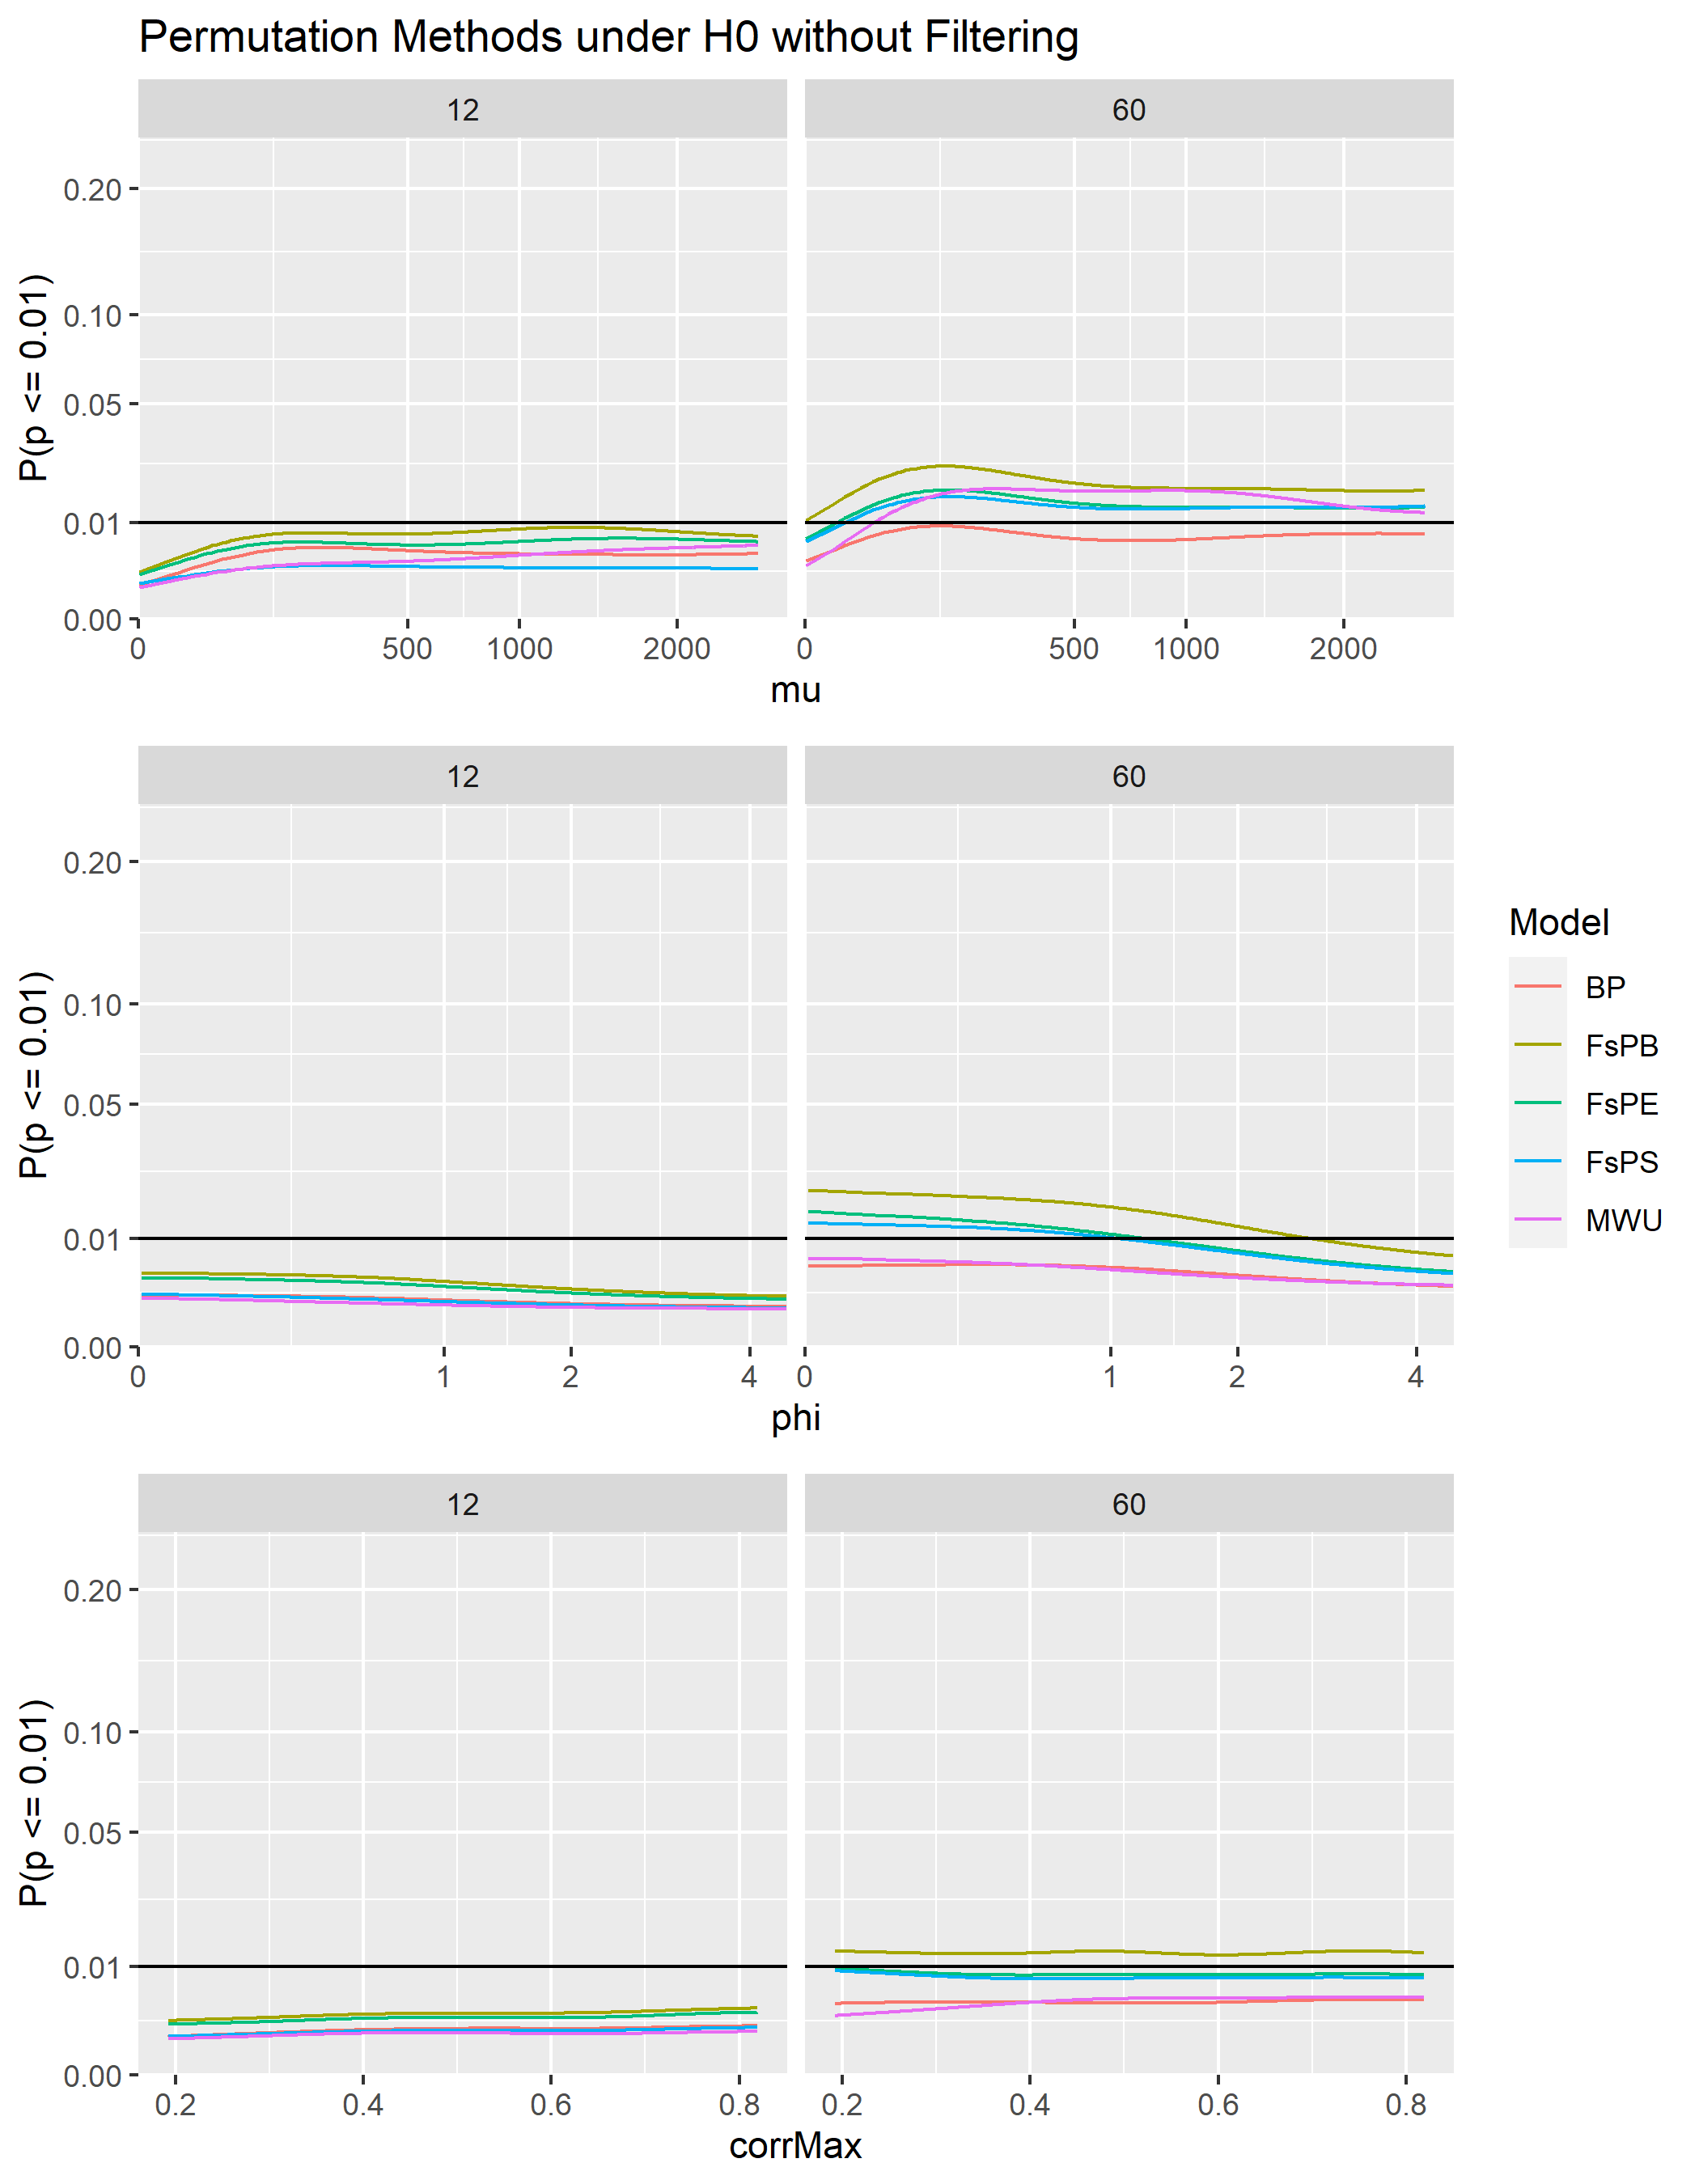 Permutation Methods under H0 without Filtering
12 60
P(p <= 0.01)
0.20
0.10
0.05
0.01
0.00
0 500 1000 2000 0 500 1000 2000
mu
12 60
P(p <= 0.01)
0.20
0.10
0.05
0.01
0.00
0 1 2 4 0 1 2 4
phi
Model
BP
FsPB
FsPE
FsPS
MWU
12 60
P(p <= 0.01)
0.20
0.10
0.05
0.01
0.00
0.2 0.4 0.6 0.8 0.2 0.4 0.6 0.8
corrMax